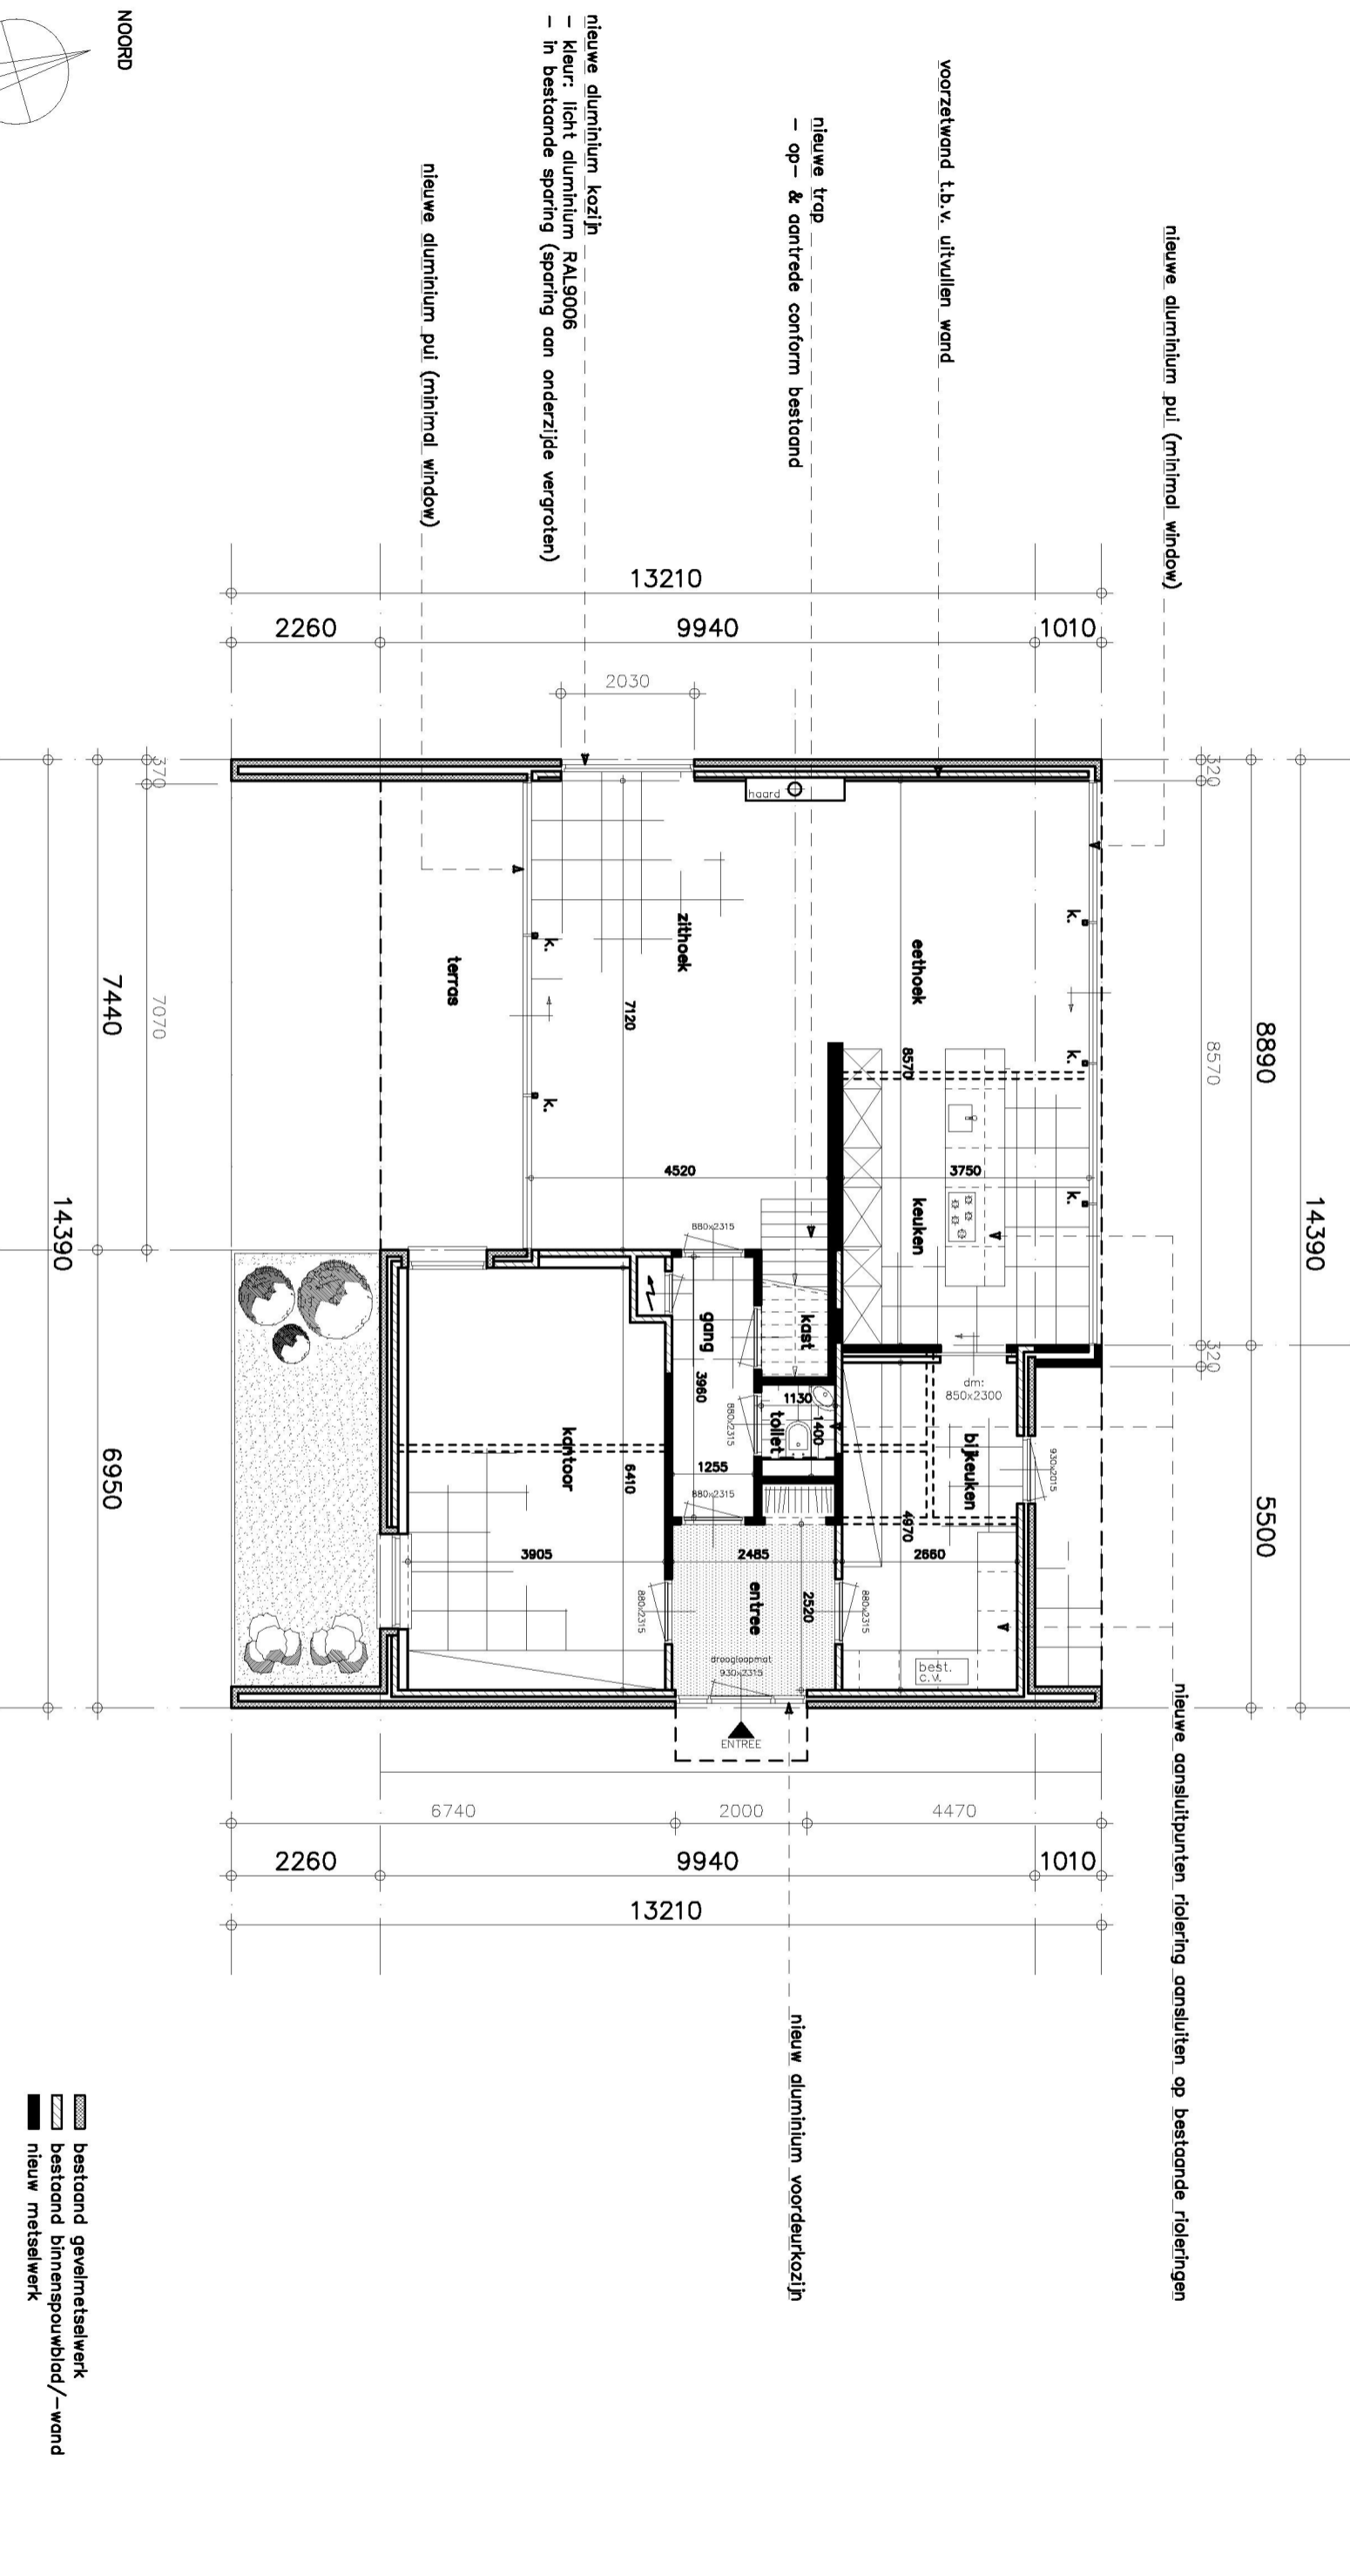 NOORD
nieuwe aluminium pui (minimal window)
voorzetwand t.b.v. uitvullen wand
nieuwe trap
- op- & aantrede conform bestaand
nieuwe aluminium kozijn
- kleur: licht aluminium RAL9006
- in bestaande sparing (sparing aan onderzijde vergroten)
nieuwe aluminium pui (minimal window)
13210
2260
9940
1010
2030
14390
8890
5500
320
8570
320
haard
k.
k.
k.
eethoek
8570
3750
keuken
zithoek
7120
4520
k.
k.
terras
880x2315
kast
gang
3960
880x2315
1255
880x2315
1130
1400
toilet
dm:
850x2300
bijkeuken
930x2015
4970
2660
best.
c.v.
880x2315
kantoor
6410
3905
880x2315
2485
entree
2520
droogloopmat
930x2315
ENTREE
370
7070
7440
6950
14390
6740
2000
4470
2260
9940
1010
13210
nieuwe aansluitpunten riolering aansluiten op bestaande rioleringen
nieuw aluminium voordeurkozijn
bestaand gevelmetselwerk
bestaand binnenspouwblad/-wand
nieuw metselwerk